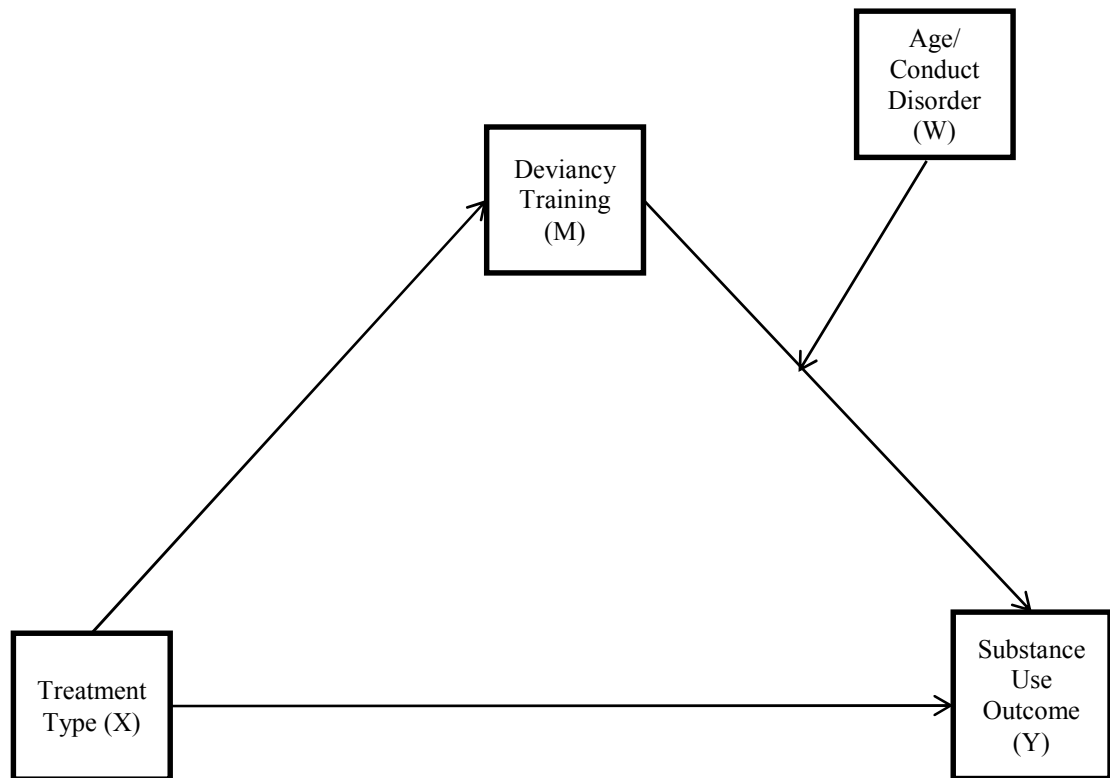 Age/
Conduct
Disorder
(W)
Deviancy
Training
(M)
Treatment
Type (X)
Substance
Use
Outcome
(Y)